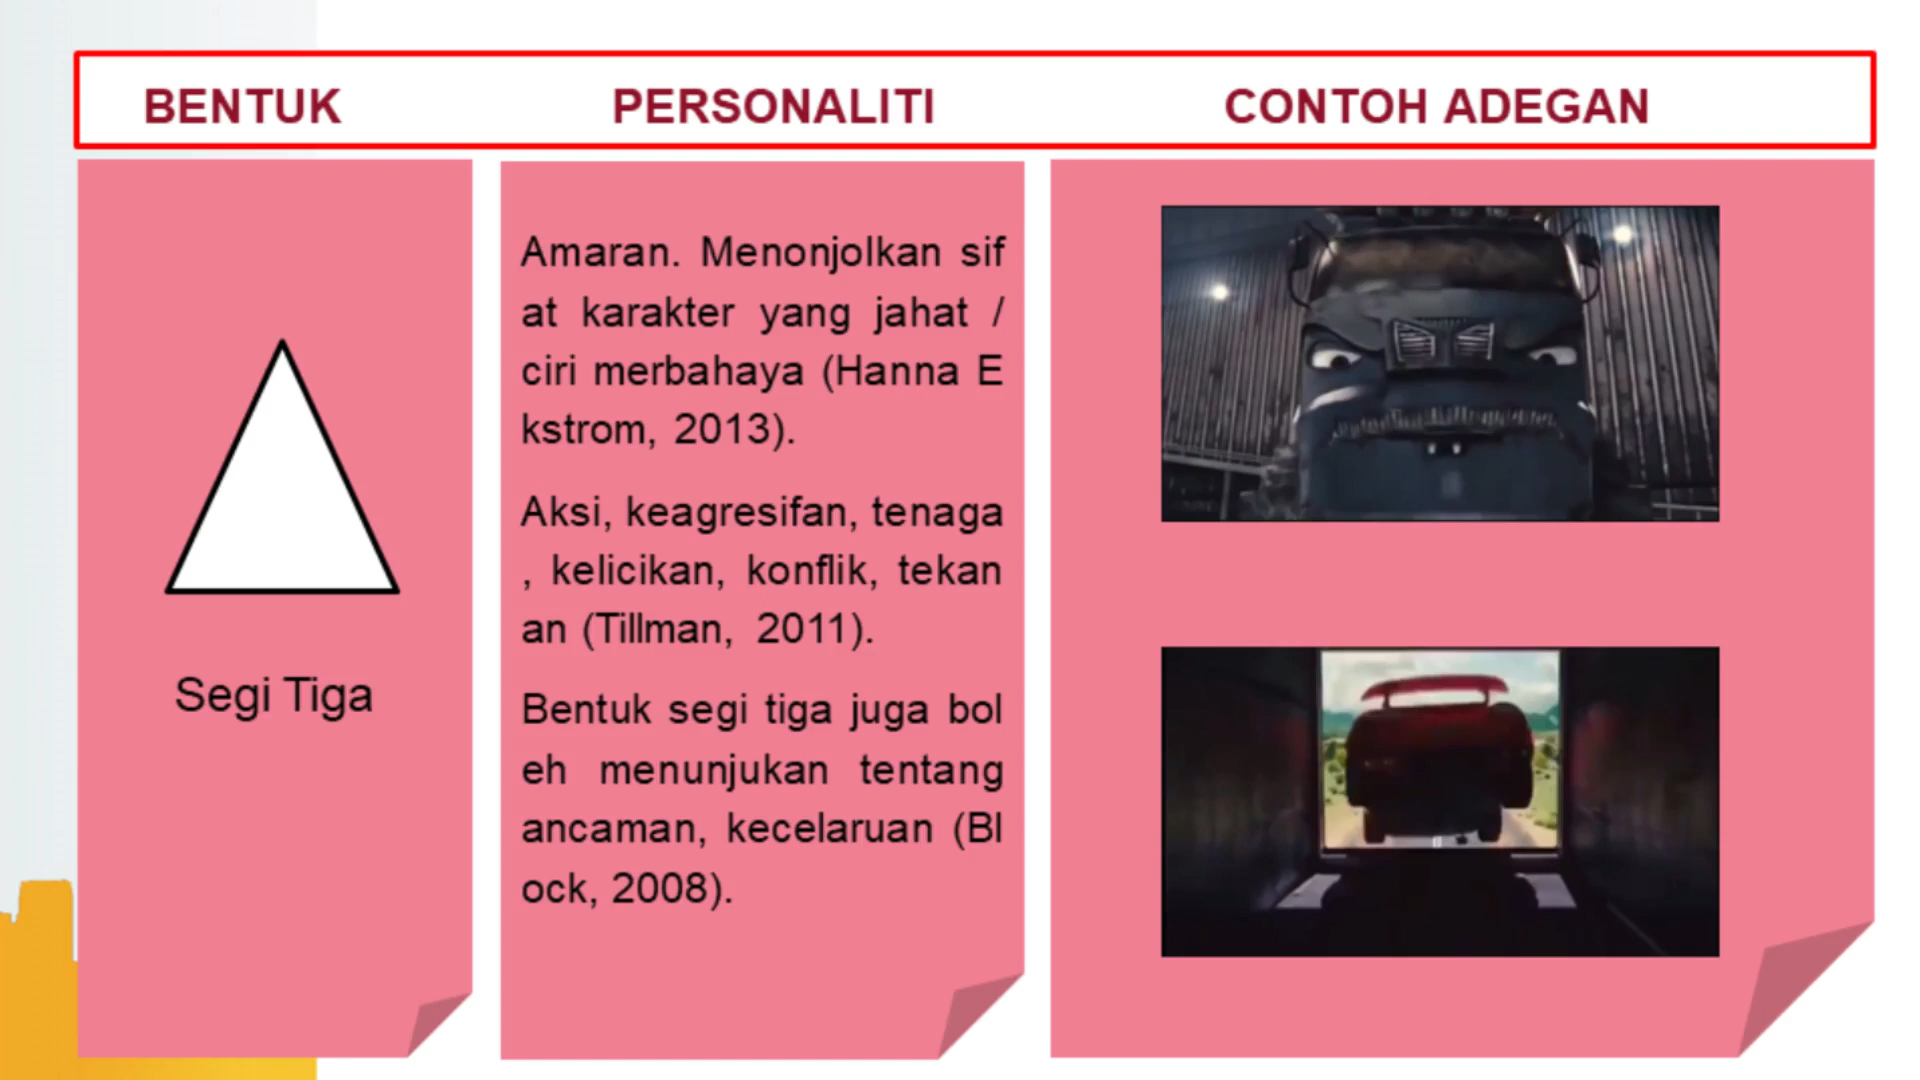 BENTUK
PERSONALITI
CONTOH ADEGAN
Segi Tiga
Amaran. Menonjolkan sif
at karakter yang jahat /
ciri merbahaya (Hanna E
kstrom, 2013).
Aksi, keagresifan, tenaga
, kelicikan, konflik, tekan
an (Tillman, 2011).
Bentuk segi tiga juga bol
eh menunjukan tentang
ancaman, kecelaruan (Bl
ock, 2008).